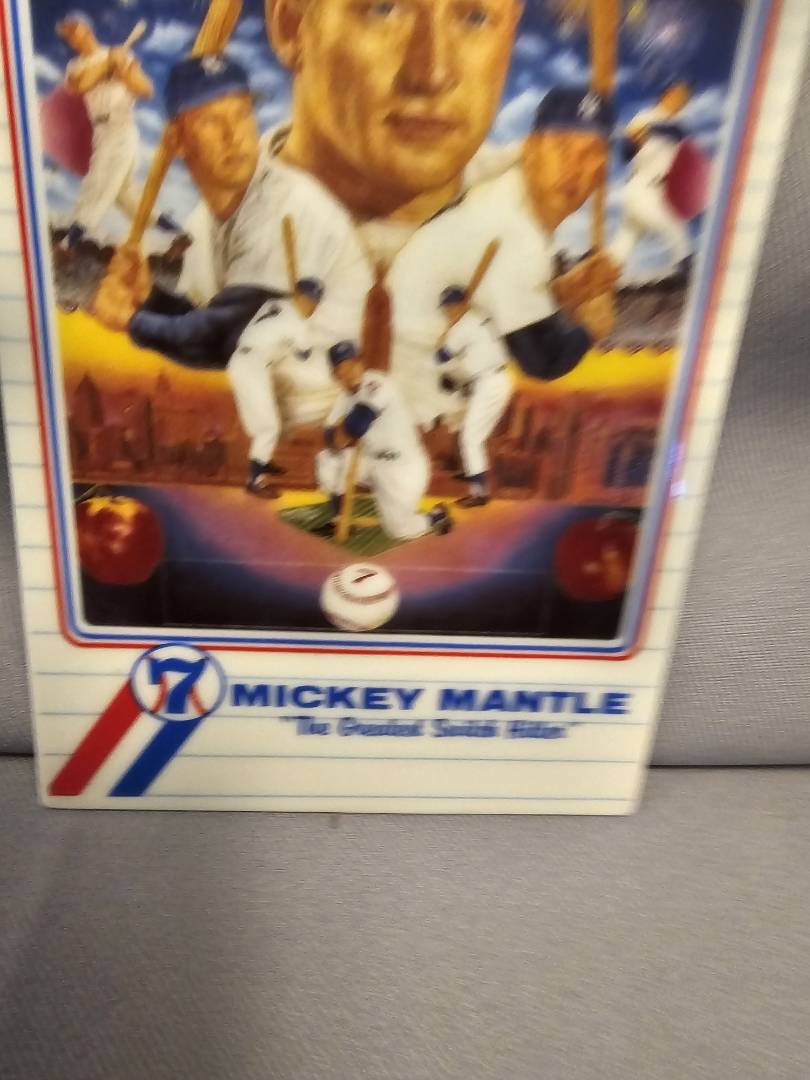 7
MICKEY MANTLE
"The Greatest Switch Hitter"